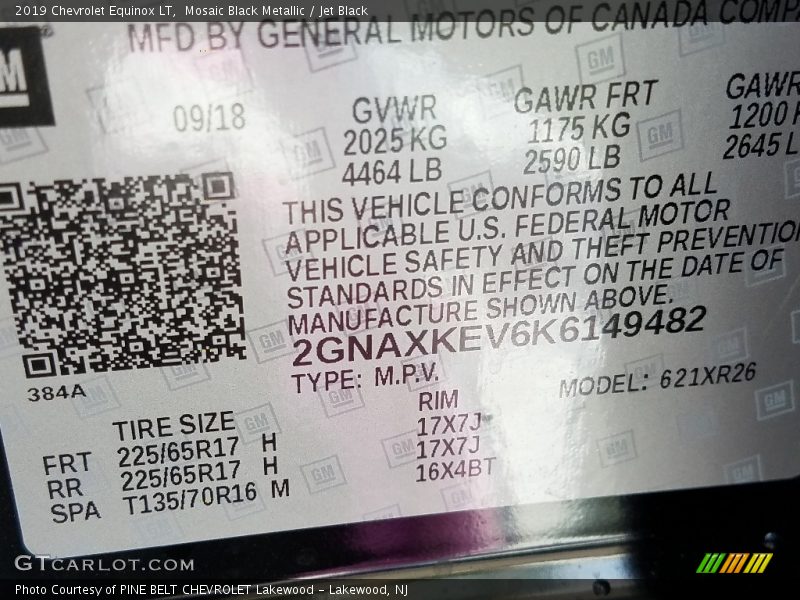 2019 Chevrolet Equinox LT,  Mosaic Black Metallic / Jet Black
MFD BY GENERAL MOTORS OF CANADA
GM
09/18
GVWR
2025 KG
4464 LB
GAWR FRT
1175 KG
2590 LB
GAWR
1200
2645 L
THIS VEHICLE CONFORMS TO ALL
APPLICABLE U.S. FEDERAL MOTOR
VEHICLE SAFETY AND THEFT PREVENTIO
STANDARDS IN EFFECT ON THE DATE OF
MANUFACTURE SHOWN ABOVE.
2GNAXKEV6K6149482
TYPE: M.P.V.
MODEL: 621XR26
384A
TIRE SIZE RIM
FRT 225/65R17 H 17X7J
RR 225/65R17 H 17X7J
SPA T135/70R16 M 16X4BT
GTCARLOT.COM
Photo Courtesy of PINE BELT CHEVROLET Lakewood - Lakewood, NJ